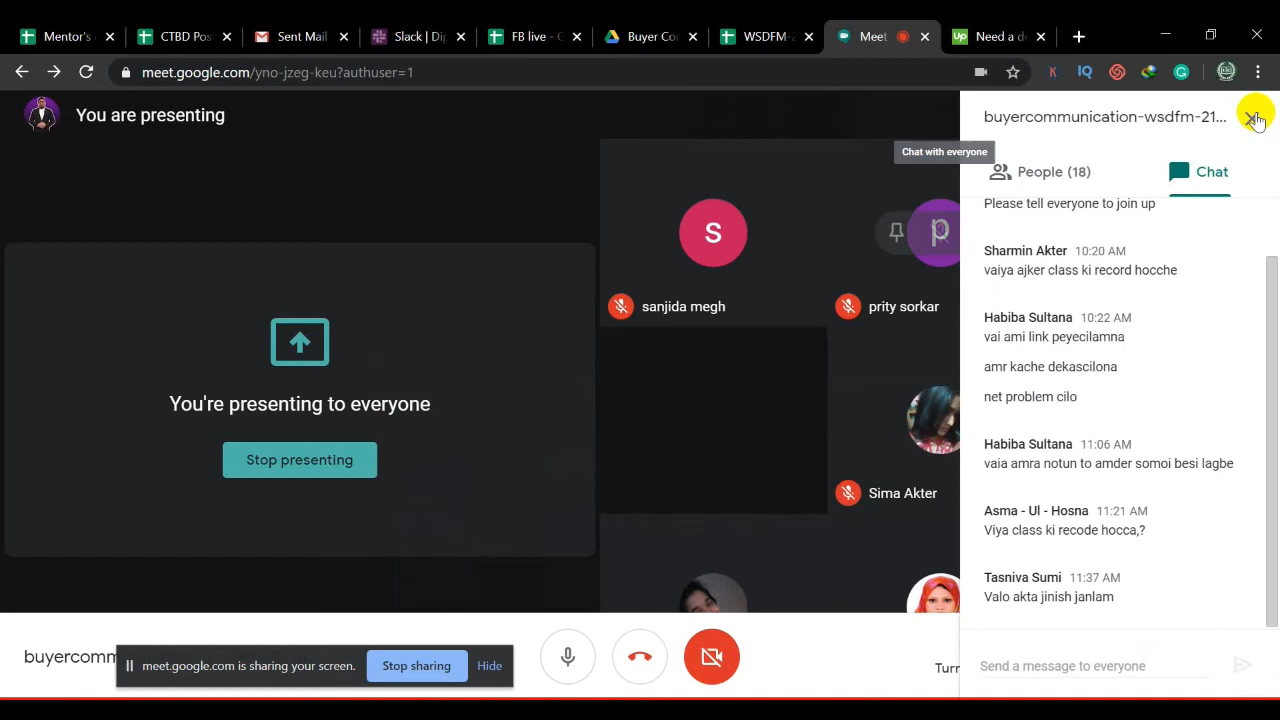 Mentor's
CTBD Pos
Sent Mail
Slack | Dip
FB live - G
Buyer Co
WSDFM-2
Meet
Need a d
meet.google.com/yno-jzeg-keu?authuser=1
You are presenting
buyercommunication-wsdfm-21...
Chat with everyone
People (18)
Chat
Please tell everyone to join up
Sharmin Akter 10:20 AM
vaiya ajker class ki record hocche
Habiba Sultana 10:22 AM
vai ami link peyecilamna
amr kache dekascilona
net problem cilo
Habiba Sultana 11:06 AM
vaia amra notun to amder somoi besi lagbe
Asma - Ul - Hosna 11:21 AM
Viya class ki recode hocca,?
Tasniva Sumi 11:37 AM
Valo akta jinish janlam
Send a message to everyone
You're presenting to everyone
Stop presenting
S
sanjida megh
p
prity sorkar
Sima Akter
buyercomm
meet.google.com is sharing your screen.
Stop sharing
Hide
Turn